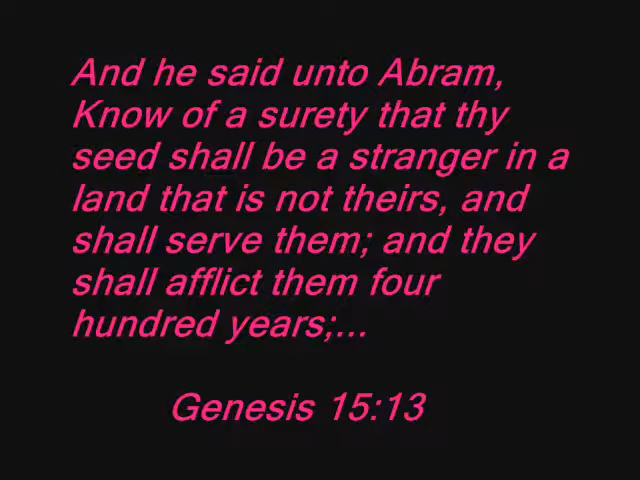 And he said unto Abram,
Know of a surety that thy
seed shall be a stranger in a
land that is not theirs, and
shall serve them; and they
shall afflict them four
hundred years;...
Genesis 15:13